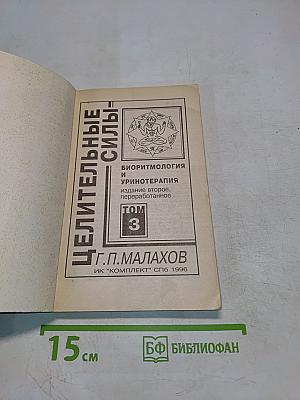 ЦЕЛИТЕЛЬНЫЕ
СИЛЫ-
БИОРИТМОЛОГИЯ
И
УРИНОТЕРАПИЯ
издание второе,
переработанное
ТОМ
3
Г.П.МАЛАХОВ
ИК "КОМПЛЕКТ" СПб 1996
15 см
БФ БИБЛИОФАН